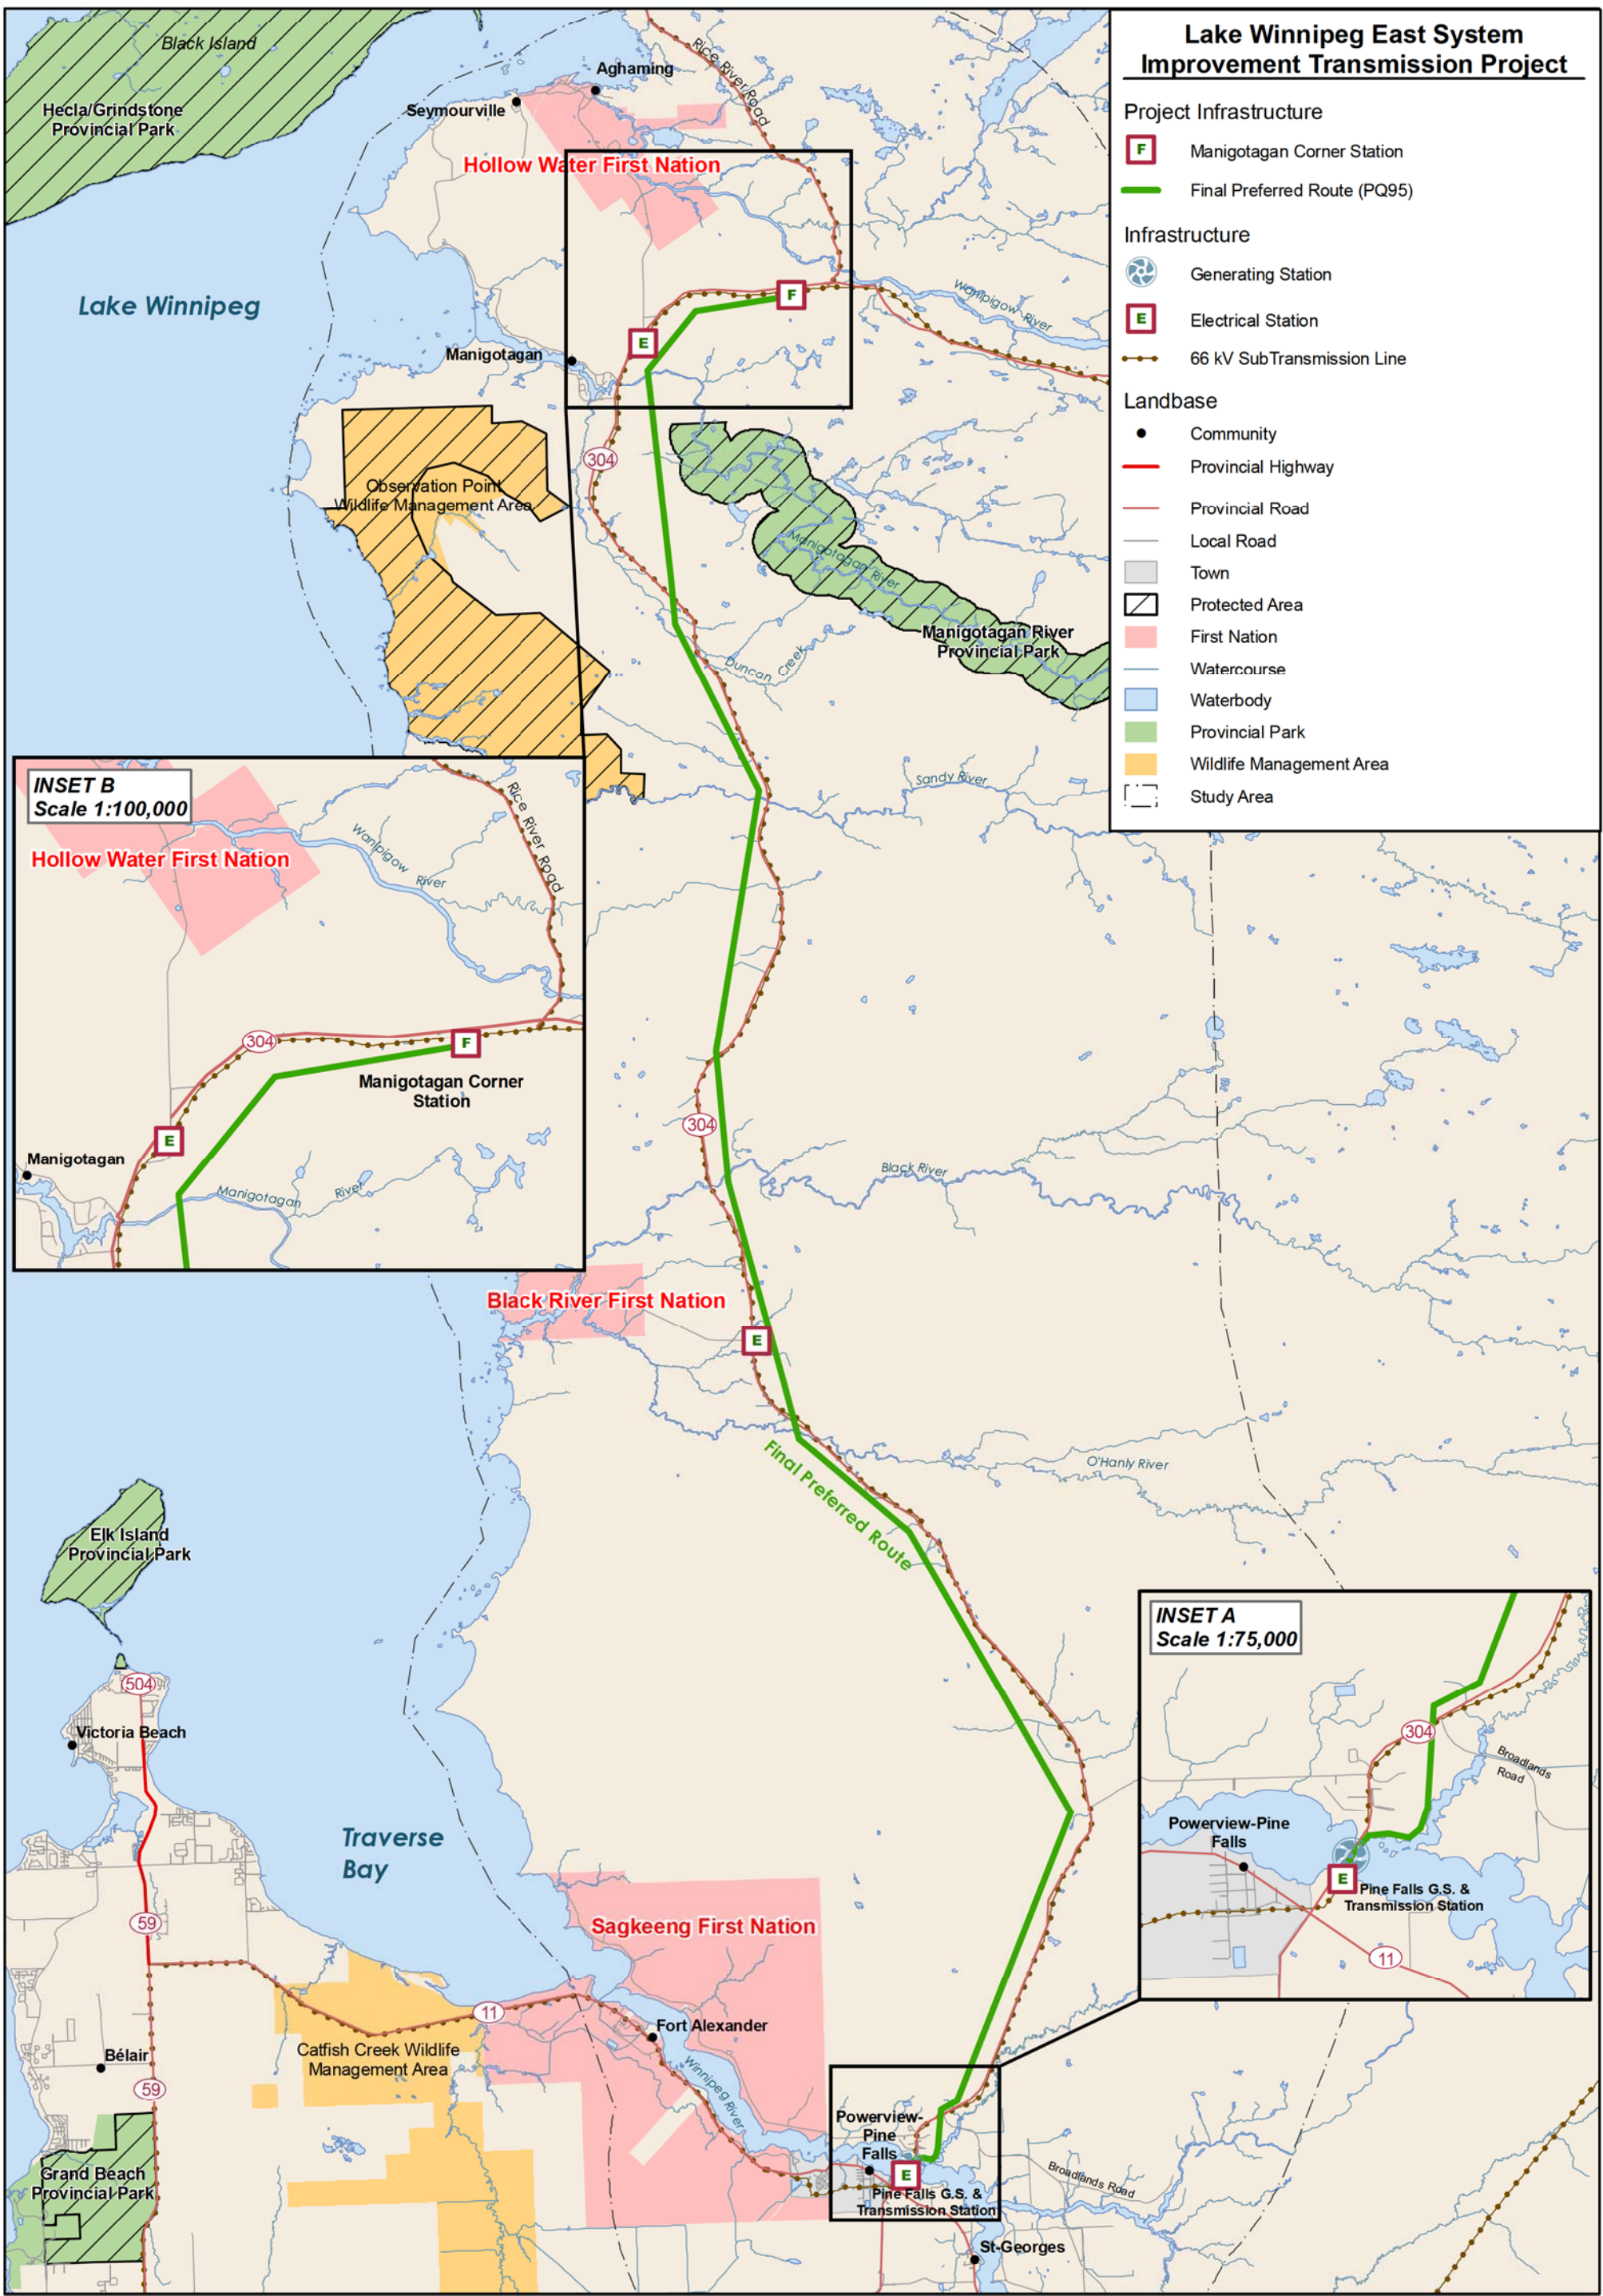 Lake Winnipeg East System
Improvement Transmission Project
Project Infrastructure
F
Manigotagan Corner Station
Final Preferred Route (PQ95)
Infrastructure
Generating Station
E
Electrical Station
66 kV SubTransmission Line
Landbase
Community
Provincial Highway
Provincial Road
Local Road
Town
Protected Area
First Nation
Watercourse
Waterbody
Provincial Park
Wildlife Management Area
Study Area
Black Island
Hecla/Grindstone
Provincial Park
Aghaming
Seymourville
Rice River Road
Hollow Water First Nation
Lake Winnipeg
F
Wanipigow River
E
Manigotagan
304
Observation Point
Wildlife Management Area
Manigotagan River
Manigotagan River
Provincial Park
Duncan Creek
Sandy River
INSET B
Scale 1:100,000
Rice River Road
Wanipigow River
Hollow Water First Nation
304
F
Manigotagan Corner
Station
E
Manigotagan
Manigotagan River
304
Black River
Black River First Nation
E
Final Preferred Route
O'Hanly River
Elk Island
Provincial Park
504
Victoria Beach
Traverse
Bay
59
Sagkeeng First Nation
11
Fort Alexander
Catfish Creek Wildlife
Management Area
Winnipeg River
Bélair
59
Grand Beach
Provincial Park
Powerview-
Pine
Falls
E
Pine Falls G.S. &
Transmission Station
Broadlands Road
St-Georges
INSET A
Scale 1:75,000
304
Broadlands
Road
Powerview-Pine
Falls
E
Pine Falls G.S. &
Transmission Station
11